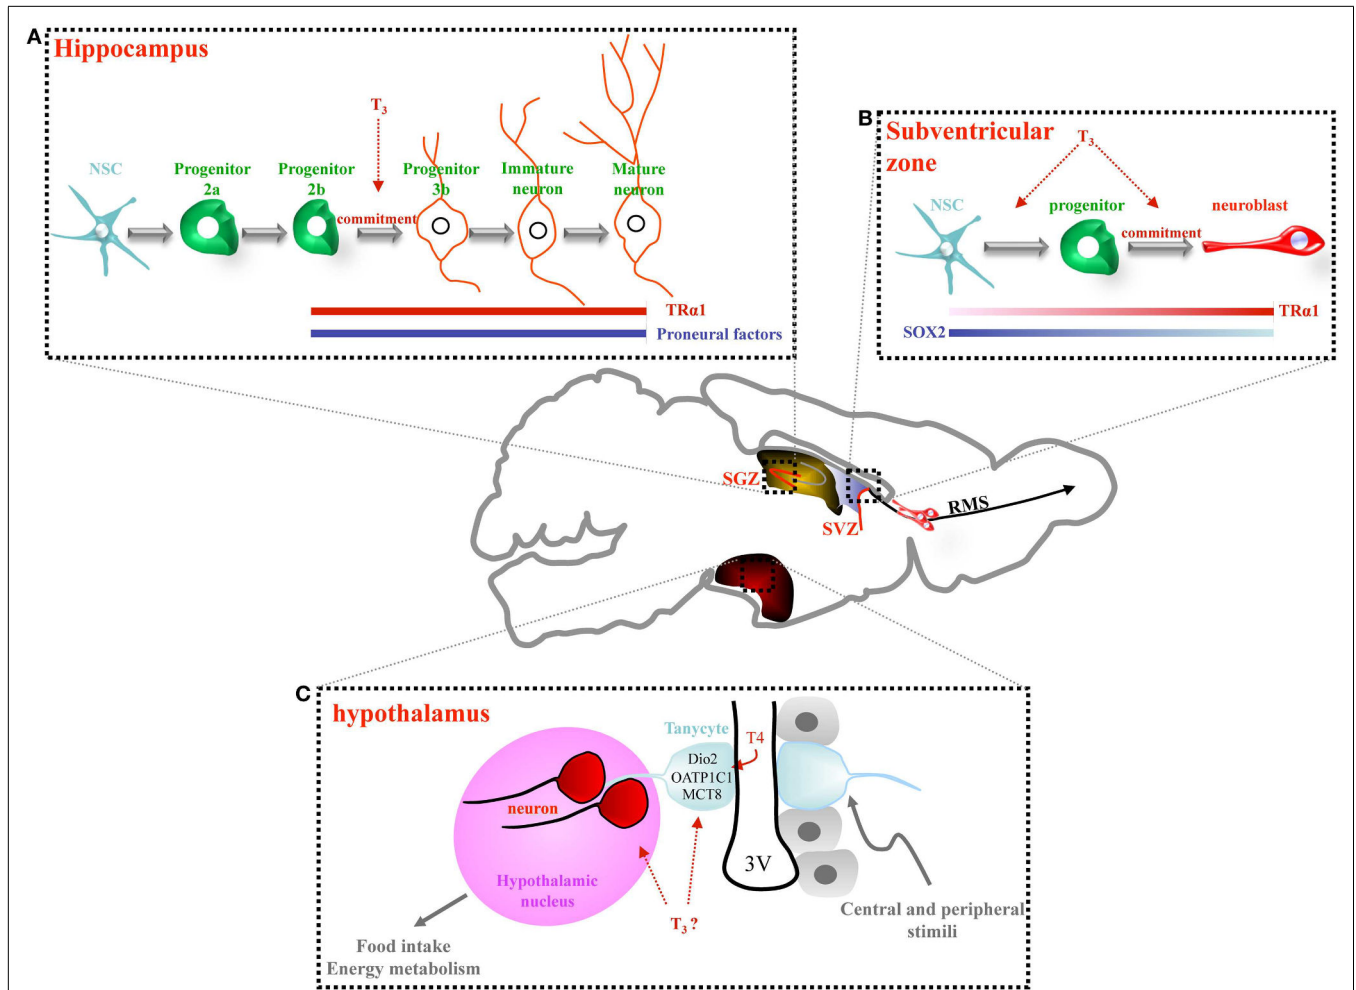 A
Hippocampus
T3
NSC
Progenitor
2a
Progenitor
2b
commitment
Progenitor
3b
Immature
neuron
Mature
neuron
TRα1
Proneural factors
B
Subventricular
zone
T3
NSC
progenitor
commitment
neuroblast
TRα1
SOX2
SGZ
SVZ
RMS
C
hypothalamus
Tanycyte
T4
Dio2
OATP1C1
MCT8
neuron
3V
Hypothalamic
nucleus
T3 ?
Central and peripheral
stimili
Food intake
Energy metabolism